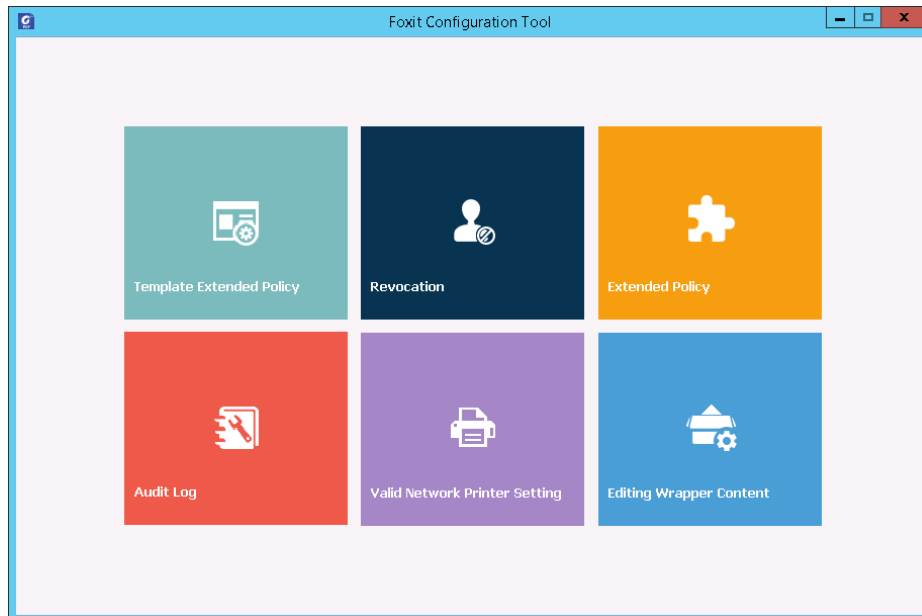 Foxit Configuration Tool
Template Extended Policy
Revocation
Extended Policy
Audit Log
Valid Network Printer Setting
Editing Wrapper Content